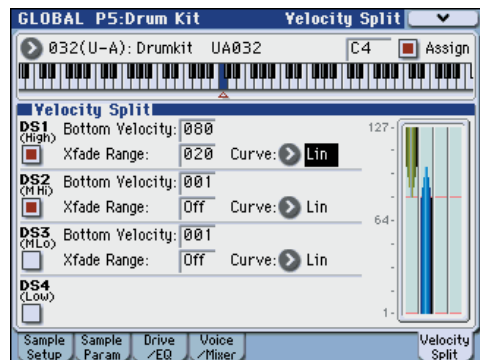 GLOBAL P5:Drum Kit Velocity Split
032(U-A): Drumkit UA032 C4 Assign
Velocity Split
DS1 Bottom Velocity: 080 127-
(High)
Xfade Range: 020 Curve: Lin
DS2 Bottom Velocity: 001
(M Hi)
Xfade Range: Off Curve: Lin
64-
DS3 Bottom Velocity: 001
(MLo)
Xfade Range: Off Curve: Lin
DS4
(Low)
1-
Sample Setup Sample Param Drive /EQ Voice /Mixer Velocity Split